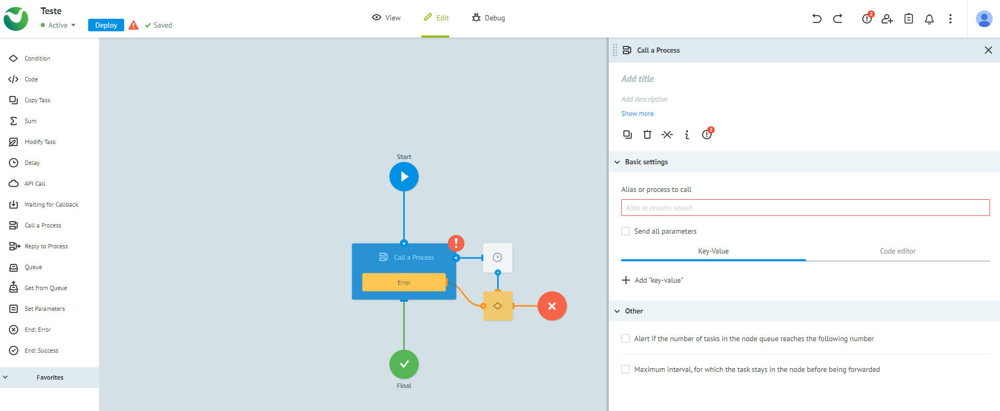 Teste
Active
Deploy
Saved
View
Edit
Debug
2
Condition
Code
Copy Task
Sum
Modify Task
Delay
API Call
Waiting for Callback
Call a Process
Reply to Process
Queue
Get from Queue
Set Parameters
End: Error
End: Success
Favorites
Start
Call a Process
Error
Final
Call a Process
Add title
Add description
Show more
2
Basic settings
Alias or process to call
Alias or process search
Send all parameters
Key-Value
Code editor
Add "key-value"
Other
Alert if the number of tasks in the node queue reaches the following number
Maximum interval, for which the task stays in the node before being forwarded